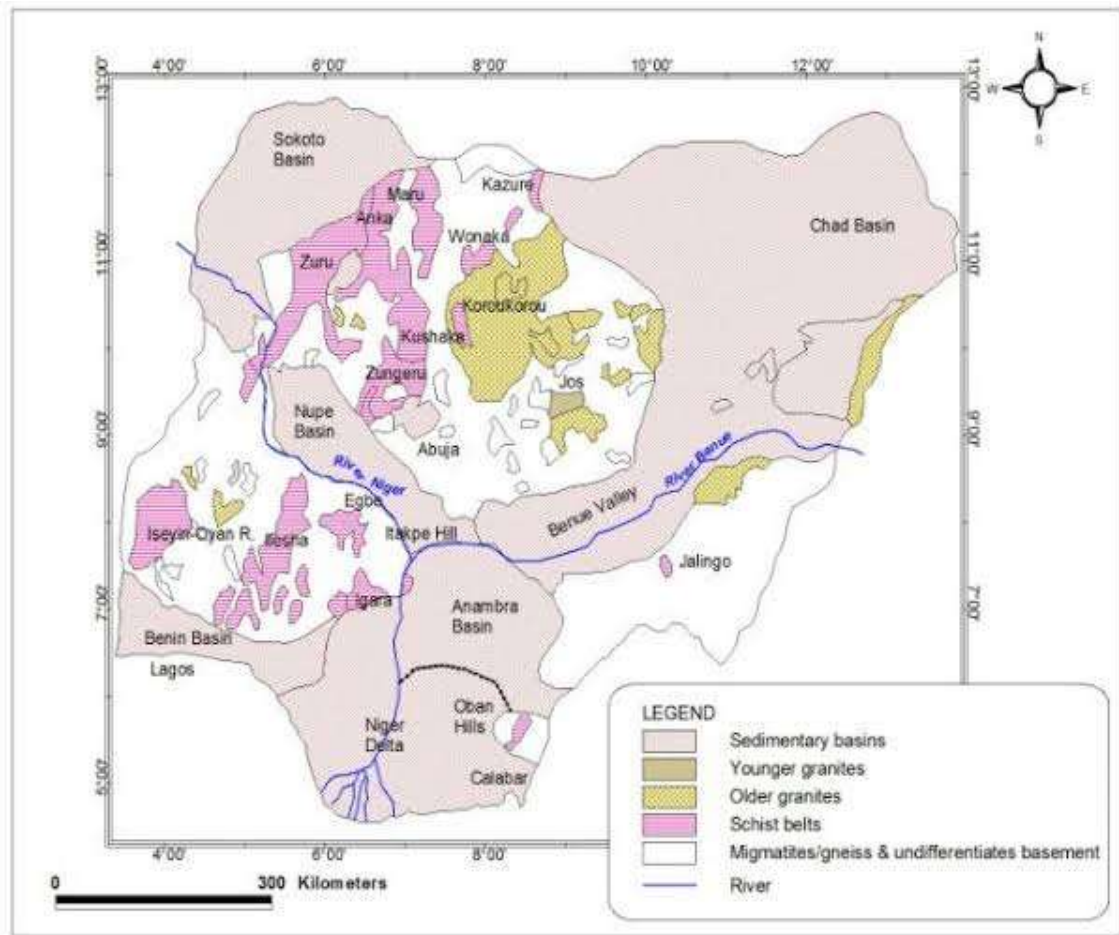 N
W
E
S
4°00'
6°00'
8°00'
10°00'
12°00'
13°00'
13°00'
Sokoto
Basin
Kazure
Maru
Anka
Chad Basin
Wonaka
11°00'
11°00'
Zuru
Koroukorou
Kushaka
Zungeru
Jos
Nupe
Basin
9°00'
9°00'
Abuja
River Niger
River Banue
Egbe
Benue Valley
Iseyin-Oyan R.
Ilesha
Itakpe Hill
Jalingo
7°00'
7°00'
Igara
Anambra
Basin
Benin Basin
Lagos
Oban
Hills
Niger
Delta
5°00'
Calabar
4°00'
6°00'
8°00'
LEGEND
Sedimentary basins
Younger granites
Older granites
Schist belts
Migmatites/gneiss & undifferentiates basement
River
0
300 Kilometers